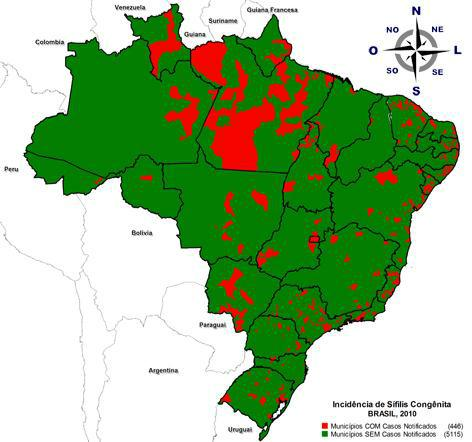 Venezuela
Suriname
Guiana Francesa
Guiana
Colombia
N
NO
NE
O
L
SO
SE
S
Peru
Bolívia
Paraguai
Argentina
Uruguai
Incidência de Sífilis Congênita
BRASIL, 2010
Municípios COM Casos Notificados (446)
Municípios SEM Casos Notificados (5115)